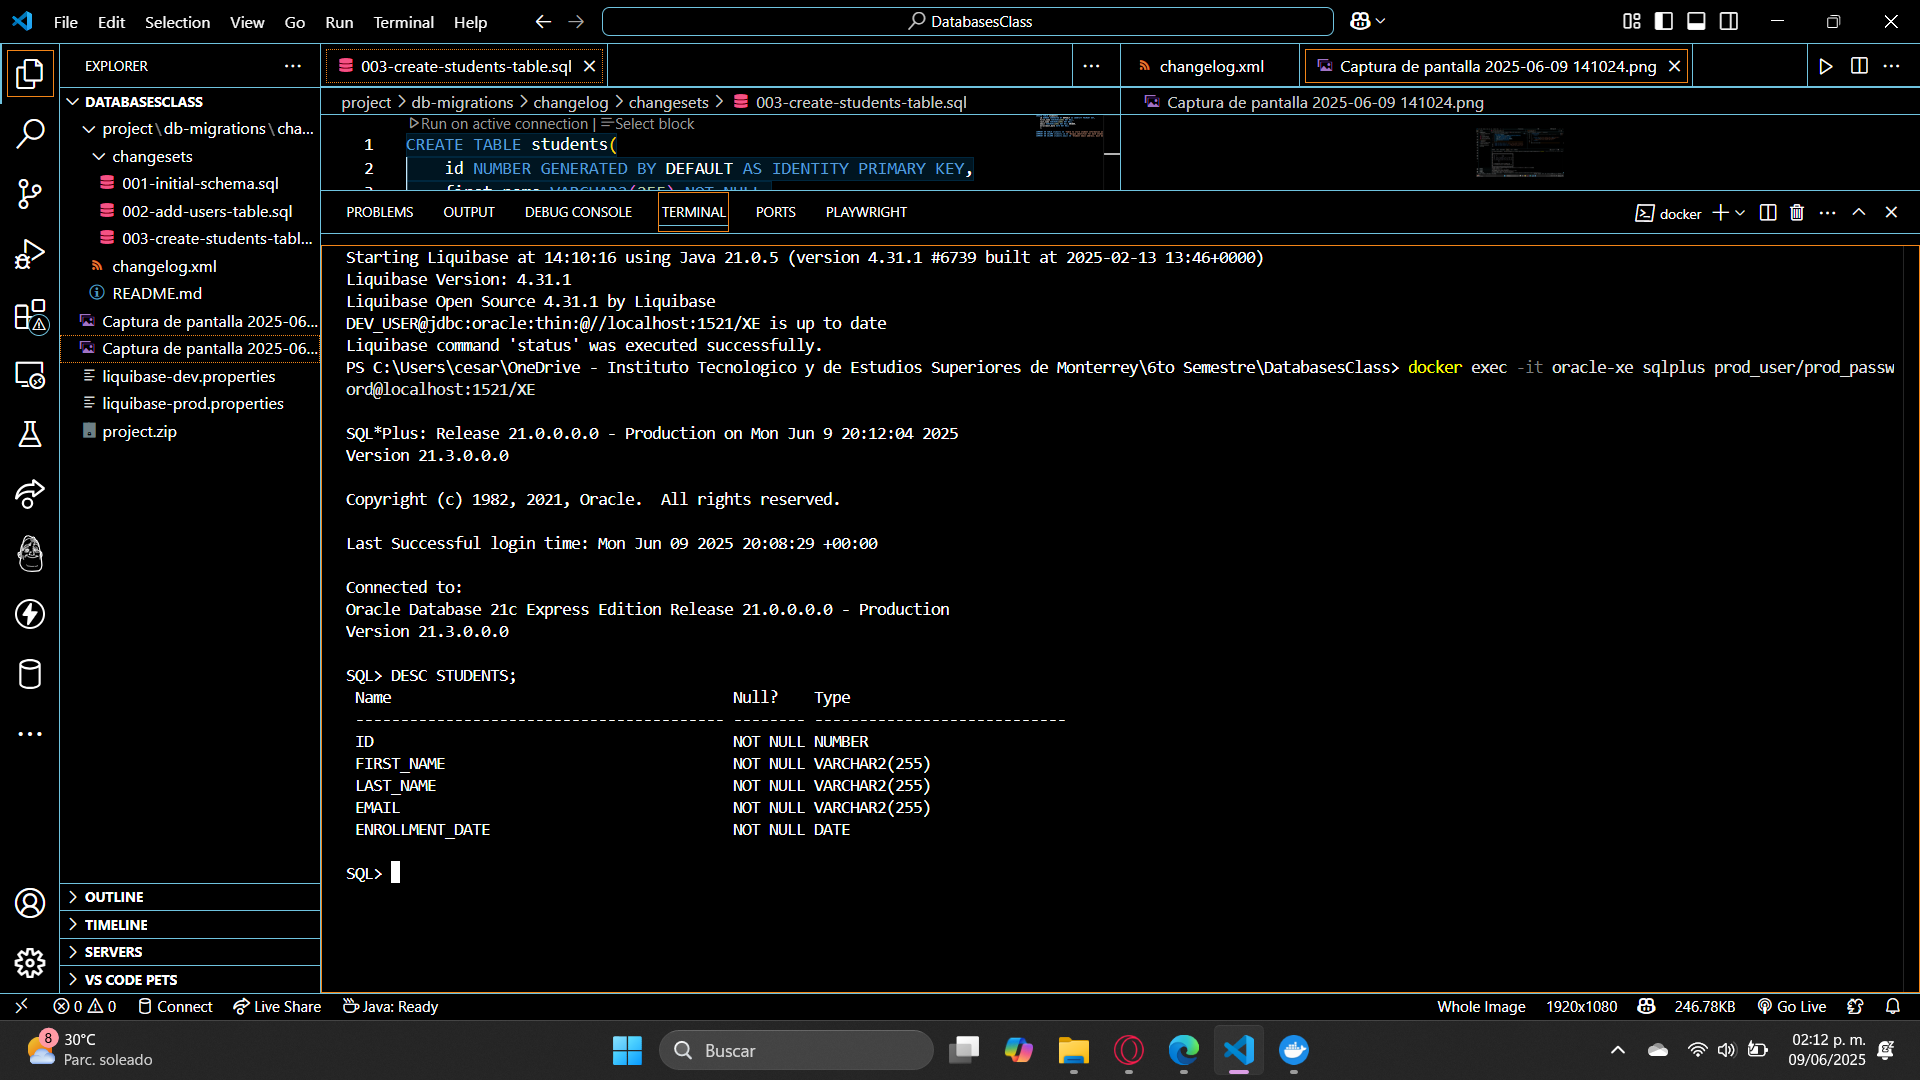 File Edit Selection View Go Run Terminal Help
DatabasesClass
EXPLORER
DATABASESCLASS
project\db-migrations\cha...
changesets
001-initial-schema.sql
002-add-users-table.sql
003-create-students-tabl...
changelog.xml
README.md
Captura de pantalla 2025-06...
Captura de pantalla 2025-06...
liquibase-dev.properties
liquibase-prod.properties
project.zip
OUTLINE
TIMELINE
SERVERS
VS CODE PETS
003-create-students-table.sql
project > db-migrations > changelog > changesets > 003-create-students-table.sql
Run on active connection | Select block
1 CREATE TABLE students(
2 id NUMBER GENERATED BY DEFAULT AS IDENTITY PRIMARY KEY,
3 first_name VARCHAR2(255) NOT NULL
changelog.xml
Captura de pantalla 2025-06-09 141024.png
Captura de pantalla 2025-06-09 141024.png
PROBLEMS OUTPUT DEBUG CONSOLE TERMINAL PORTS PLAYWRIGHT
docker
Starting Liquibase at 14:10:16 using Java 21.0.5 (version 4.31.1 #6739 built at 2025-02-13 13:46+0000)
Liquibase Version: 4.31.1
Liquibase Open Source 4.31.1 by Liquibase
DEV_USER@jdbc:oracle:thin:@//localhost:1521/XE is up to date
Liquibase command 'status' was executed successfully.
PS C:\Users\cesar\OneDrive - Instituto Tecnologico y de Estudios Superiores de Monterrey\6to Semestre\DatabasesClass> docker exec -it oracle-xe sqlplus prod_user/prod_passw
ord@localhost:1521/XE
SQL*Plus: Release 21.0.0.0.0 - Production on Mon Jun 9 20:12:04 2025
Version 21.3.0.0.0
Copyright (c) 1982, 2021, Oracle.  All rights reserved.
Last Successful login time: Mon Jun 09 2025 20:08:29 +00:00
Connected to:
Oracle Database 21c Express Edition Release 21.0.0.0.0 - Production
Version 21.3.0.0.0
SQL> DESC STUDENTS;
Name Null? Type
----------------------------------------- -------- ----------------------------
ID NOT NULL NUMBER
FIRST_NAME NOT NULL VARCHAR2(255)
LAST_NAME NOT NULL VARCHAR2(255)
EMAIL NOT NULL VARCHAR2(255)
ENROLLMENT_DATE NOT NULL DATE
SQL>
0 0 Connect Live Share Java: Ready
Whole Image 1920x1080 246.78KB Go Live
8
30°C
Parc. soleado
Buscar
02:12 p. m.
09/06/2025